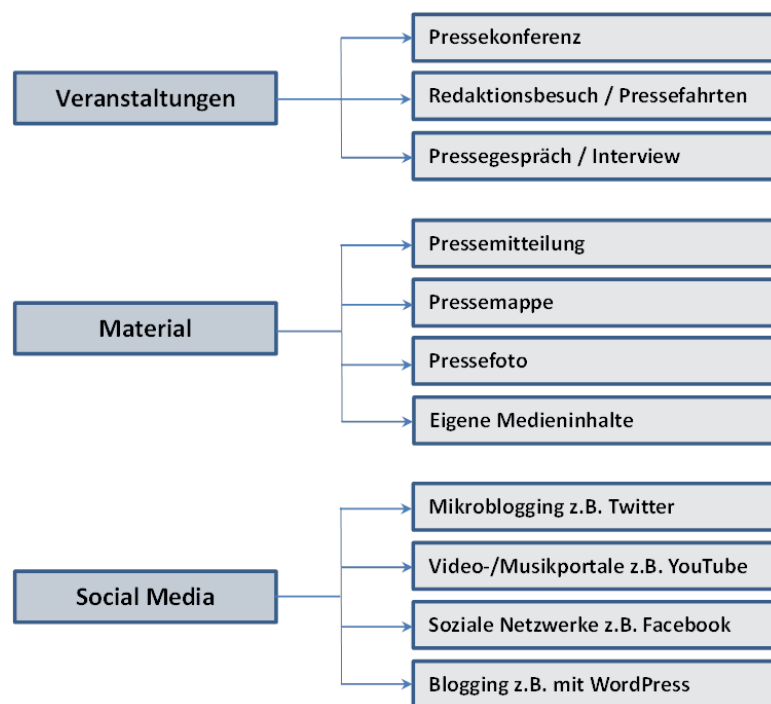 Veranstaltungen
Pressekonferenz
Redaktionsbesuch / Pressefahrten
Pressegespräch / Interview
Material
Pressemitteilung
Pressemappe
Pressefoto
Eigene Medieninhalte
Social Media
Mikroblogging z.B. Twitter
Video-/Musikportale z.B. YouTube
Soziale Netzwerke z.B. Facebook
Blogging z.B. mit WordPress